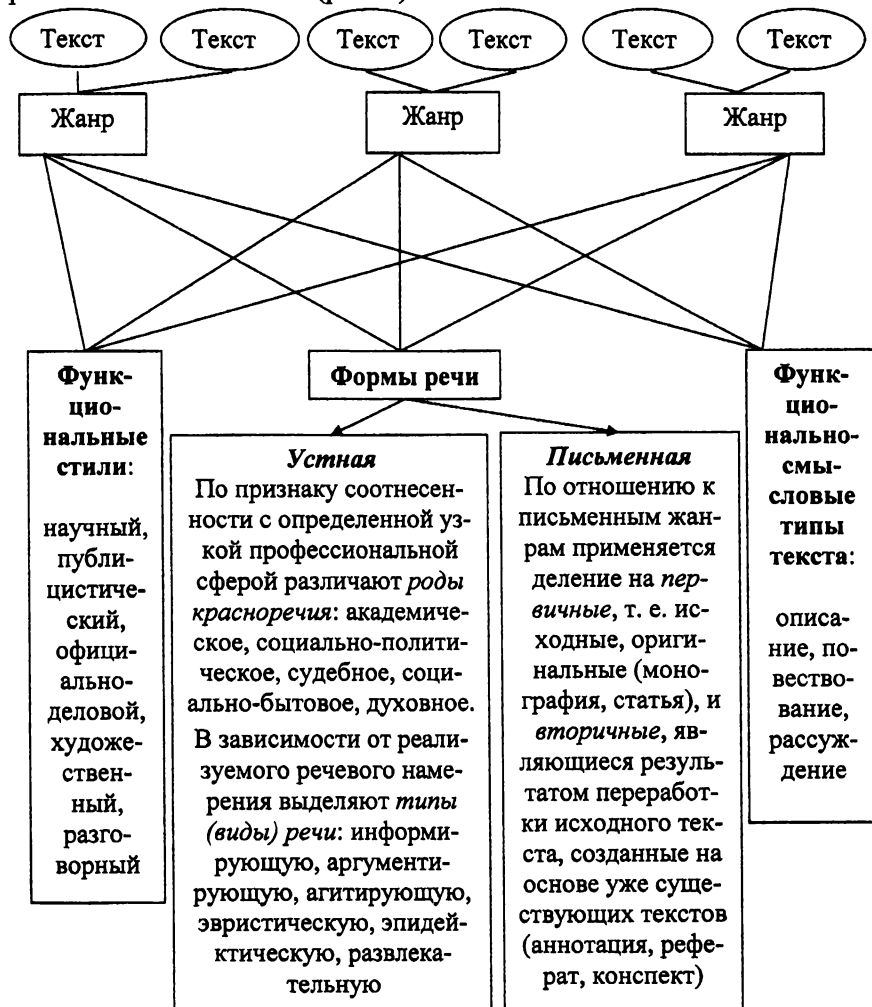 Текст
Текст
Текст
Текст
Текст
Текст
Жанр
Жанр
Жанр
Функ-
цио-
нальные
стили:
научный,
публи-
цистиче-
ский,
офици-
ально-
деловой,
художе-
ствен-
ный,
разго-
ворный
Формы речи
Устная
По признаку соотнесен-
ности с определенной уз-
кой профессиональной
сферой различают роды
красноречия: академиче-
ское, социально-полити-
ческое, судебное, соци-
ально-бытовое, духовное.
В зависимости от реали-
зуемого речевого наме-
рения выделяют типы
(виды) речи: информи-
рующую, аргументи-
рующую, агитирующую,
эвристическую, эпидей-
ктическую, развлека-
тельную
Письменная
По отношению к
письменным жан-
рам применяется
деление на пер-
вичные, т. е. ис-
ходные, ориги-
нальные (моно-
графия, статья), и
вторичные, яв-
ляющиеся резуль-
татом переработ-
ки исходного тек-
ста, созданные на
основе уже суще-
ствующих текстов
(аннотация, рефе-
рат, конспект)
Функ-
цио-
нально-
смы-
словые
типы
текста:
описа-
ние, по-
вество-
вание,
рассуж-
дение